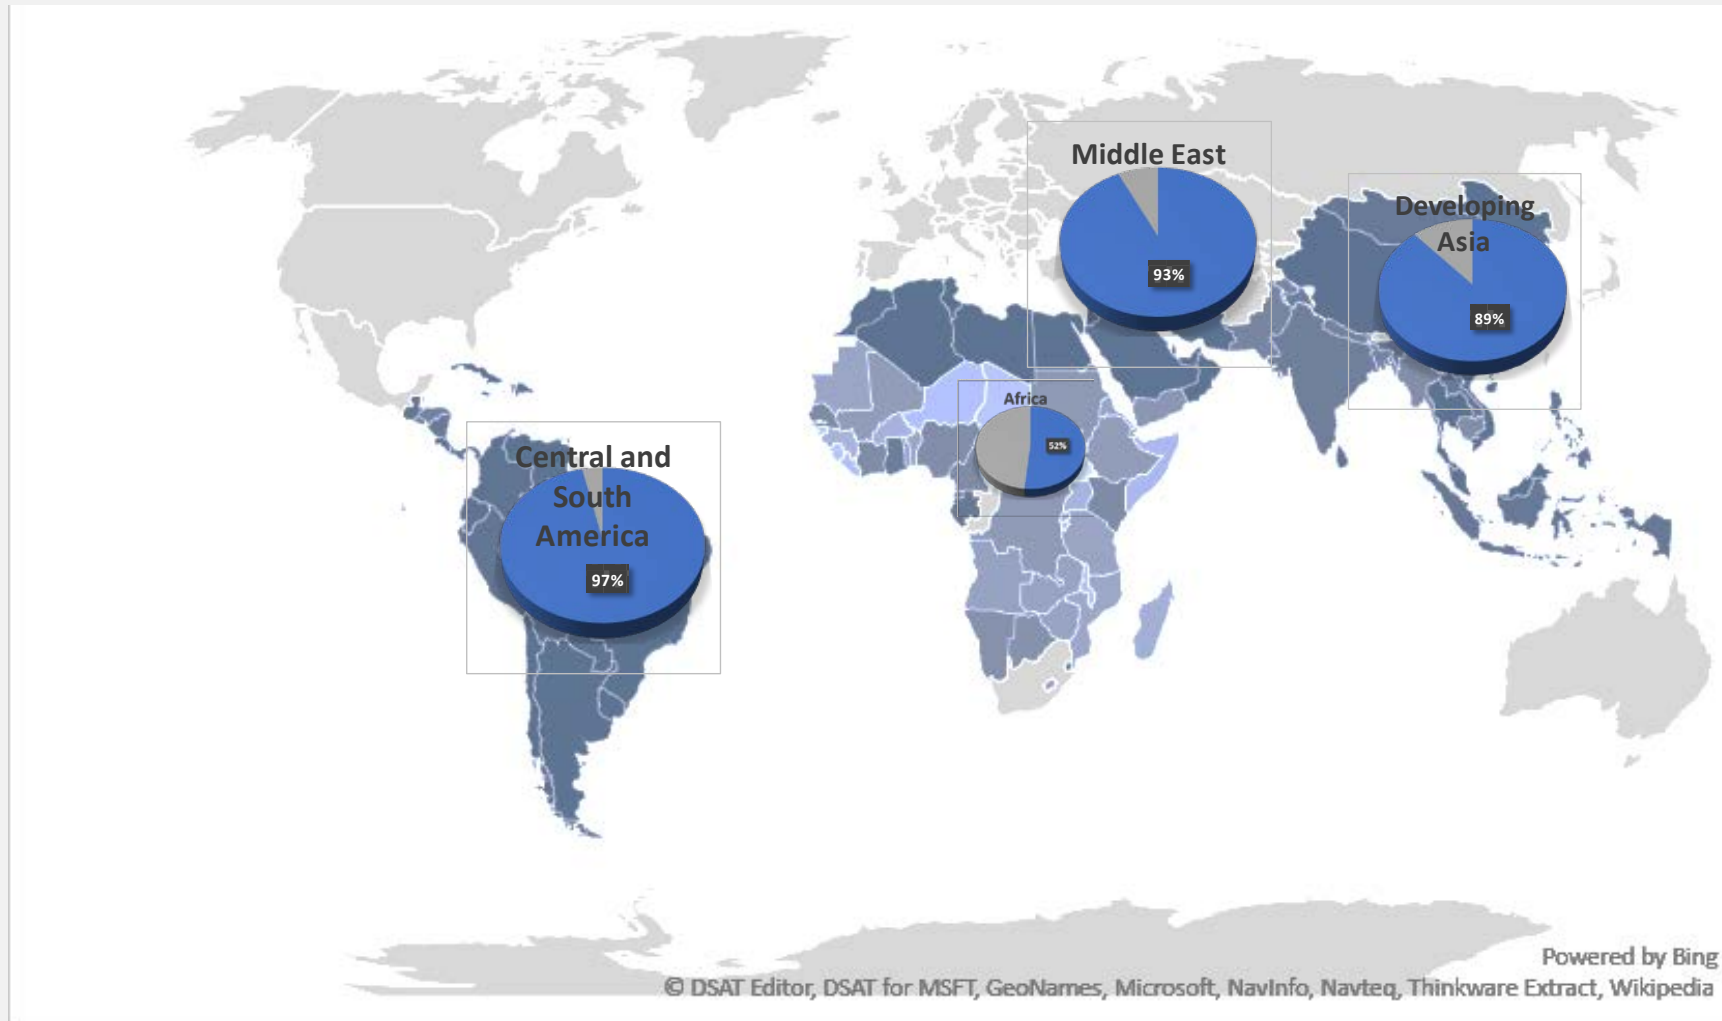 Middle East
93%
Developing
Asia
89%
Africa
52%
Central and
South
America
97%
Powered by Bing
© DSAT Editor, DSAT for MSFT, GeoNames, Microsoft, NavInfo, Navteq, Thinkware Extract, Wikipedia